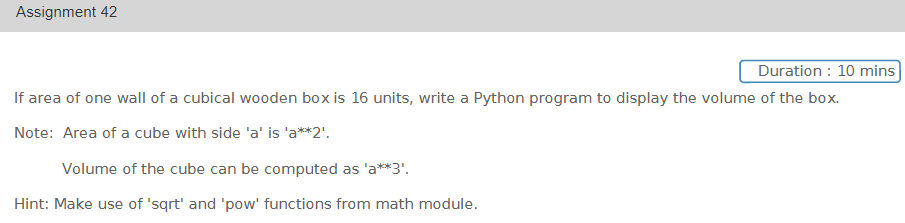 Assignment 42
Duration : 10 mins
If area of one wall of a cubical wooden box is 16 units, write a Python program to display the volume of the box.
Note:  Area of a cube with side 'a' is 'a**2'.
Volume of the cube can be computed as 'a**3'.
Hint: Make use of 'sqrt' and 'pow' functions from math module.